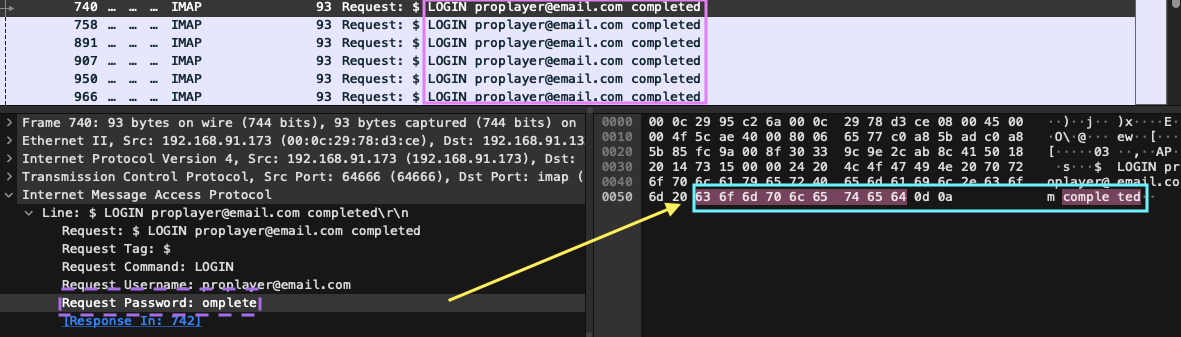 740 … … … IMAP 93 Request: $ LOGIN proplayer@email.com completed
758 … … … IMAP 93 Request: $ LOGIN proplayer@email.com completed
891 … … … IMAP 93 Request: $ LOGIN proplayer@email.com completed
907 … … … IMAP 93 Request: $ LOGIN proplayer@email.com completed
950 … … … IMAP 93 Request: $ LOGIN proplayer@email.com completed
966 … … … IMAP 93 Request: $ LOGIN proplayer@email.com completed
Frame 740: 93 bytes on wire (744 bits), 93 bytes captured (744 bits) on
Ethernet II, Src: 192.168.91.173 (00:0c:29:78:d3:ce), Dst: 192.168.91.13
Internet Protocol Version 4, Src: 192.168.91.173 (192.168.91.173), Dst:
Transmission Control Protocol, Src Port: 64666 (64666), Dst Port: imap (
Internet Message Access Protocol
Line: $ LOGIN proplayer@email.com completed\r\n
Request: $ LOGIN proplayer@email.com completed
Request Tag: $
Request Command: LOGIN
Request Username: proplayer@email.com
Request Password: omplete
[Response In: 742]
0000 00 0c 29 95 c2 6a 00 0c 29 78 d3 ce 08 00 45 00 ··)··j·· )x····E·
0010 00 4f 5c ae 40 00 80 06 65 77 c0 a8 5b ad c0 a8 ·O\·@··· ew··[···
0020 5b 85 fc 9a 00 8f 30 33 9c 9e 2c ab 8c 41 50 18 [·····03 ··,··AP·
0030 20 14 73 15 00 00 24 20 4c 4f 47 49 4e 20 70 72 ·s···$ LOGIN pr
0040 6f 70 6c 61 79 65 72 40 65 6d 61 69 6c 2e 63 6f oplayer@ email.co
0050 6d 20 63 6f 6d 70 6c 65 74 65 64 0d 0a m comple ted··